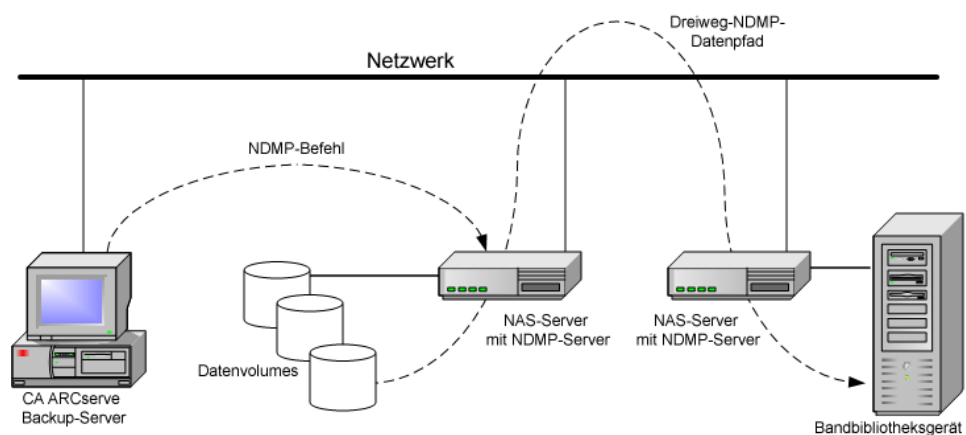 Dreiweg-NDMP-
Datenpfad
Netzwerk
NDMP-Befehl
NAS-Server
mit NDMP-Server
NAS-Server
mit NDMP-Server
Datenvolumes
CA ARCserve
Backup-Server
Bandbibliotheksgerät